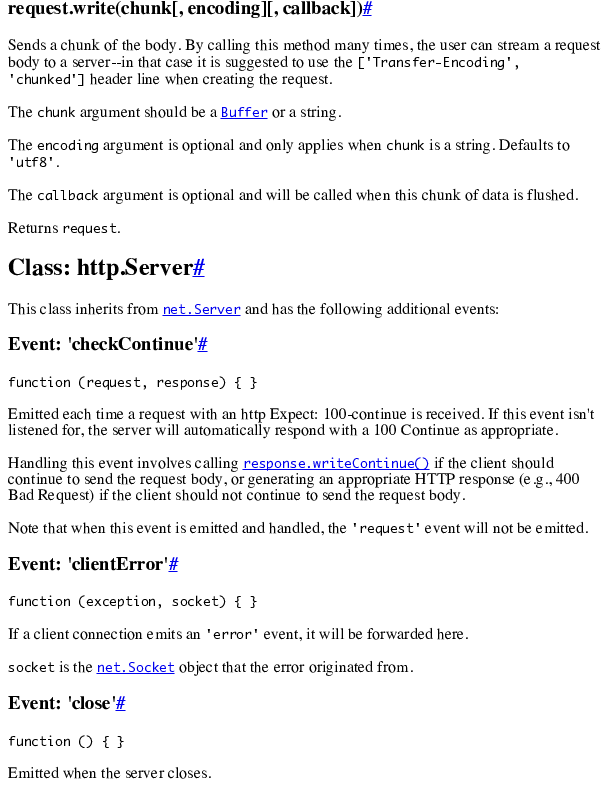 request.write(chunk[, encoding][, callback])#
Sends a chunk of the body. By calling this method many times, the user can stream a request
body to a server--in that case it is suggested to use the ['Transfer-Encoding',
'chunked'] header line when creating the request.
The chunk argument should be a Buffer or a string.
The encoding argument is optional and only applies when chunk is a string. Defaults to
'utf8'.
The callback argument is optional and will be called when this chunk of data is flushed.
Returns request.
Class: http.Server#
This class inherits from net.Server and has the following additional events:
Event: 'checkContinue'#
function (request, response) { }
Emitted each time a request with an http Expect: 100-continue is received. If this event isn't
listened for, the server will automatically respond with a 100 Continue as appropriate.
Handling this event involves calling response.writeContinue() if the client should
continue to send the request body, or generating an appropriate HTTP response (e.g., 400
Bad Request) if the client should not continue to send the request body.
Note that when this event is emitted and handled, the 'request' event will not be emitted.
Event: 'clientError'#
function (exception, socket) { }
If a client connection emits an 'error' event, it will be forwarded here.
socket is the net.Socket object that the error originated from.
Event: 'close'#
function () { }
Emitted when the server closes.